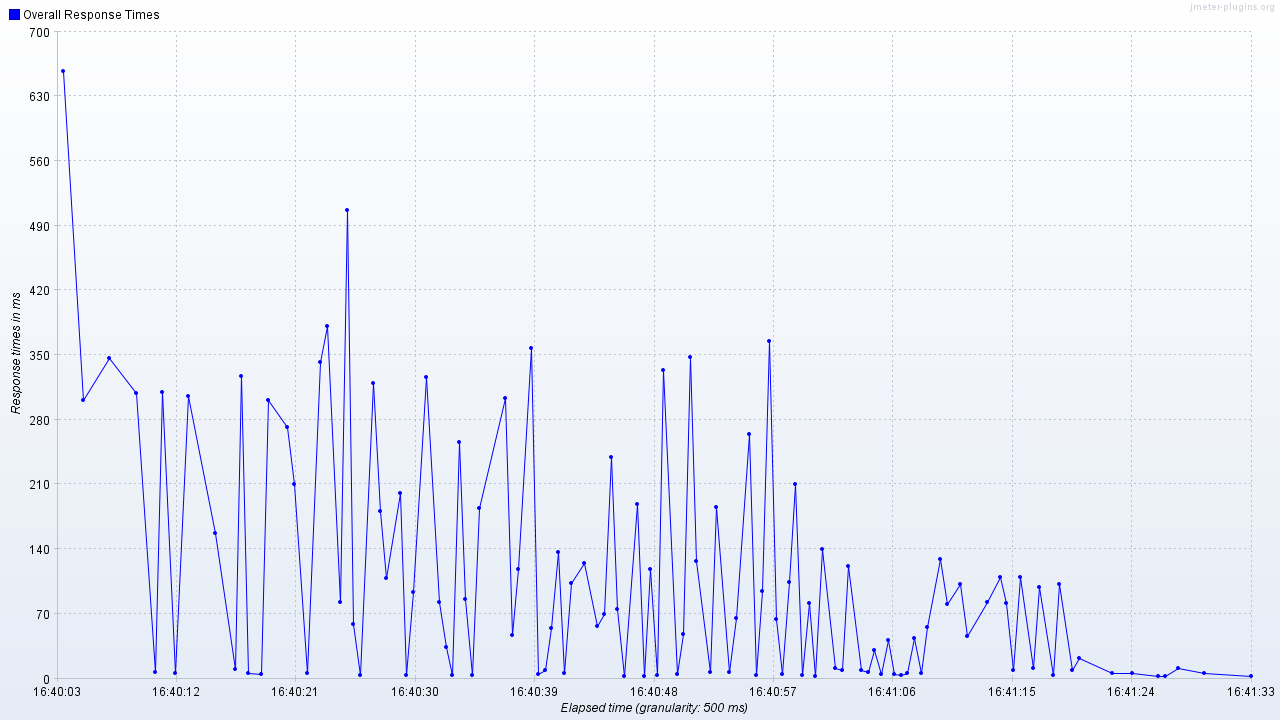 jmeter-plugins.org
Overall Response Times
700
630
560
490
420
350
280
210
140
70
0
Response times in ms
16:40:03 16:40:12 16:40:21 16:40:30 16:40:39 16:40:48 16:40:57 16:41:06 16:41:15 16:41:24 16:41:33
Elapsed time (granularity: 500 ms)